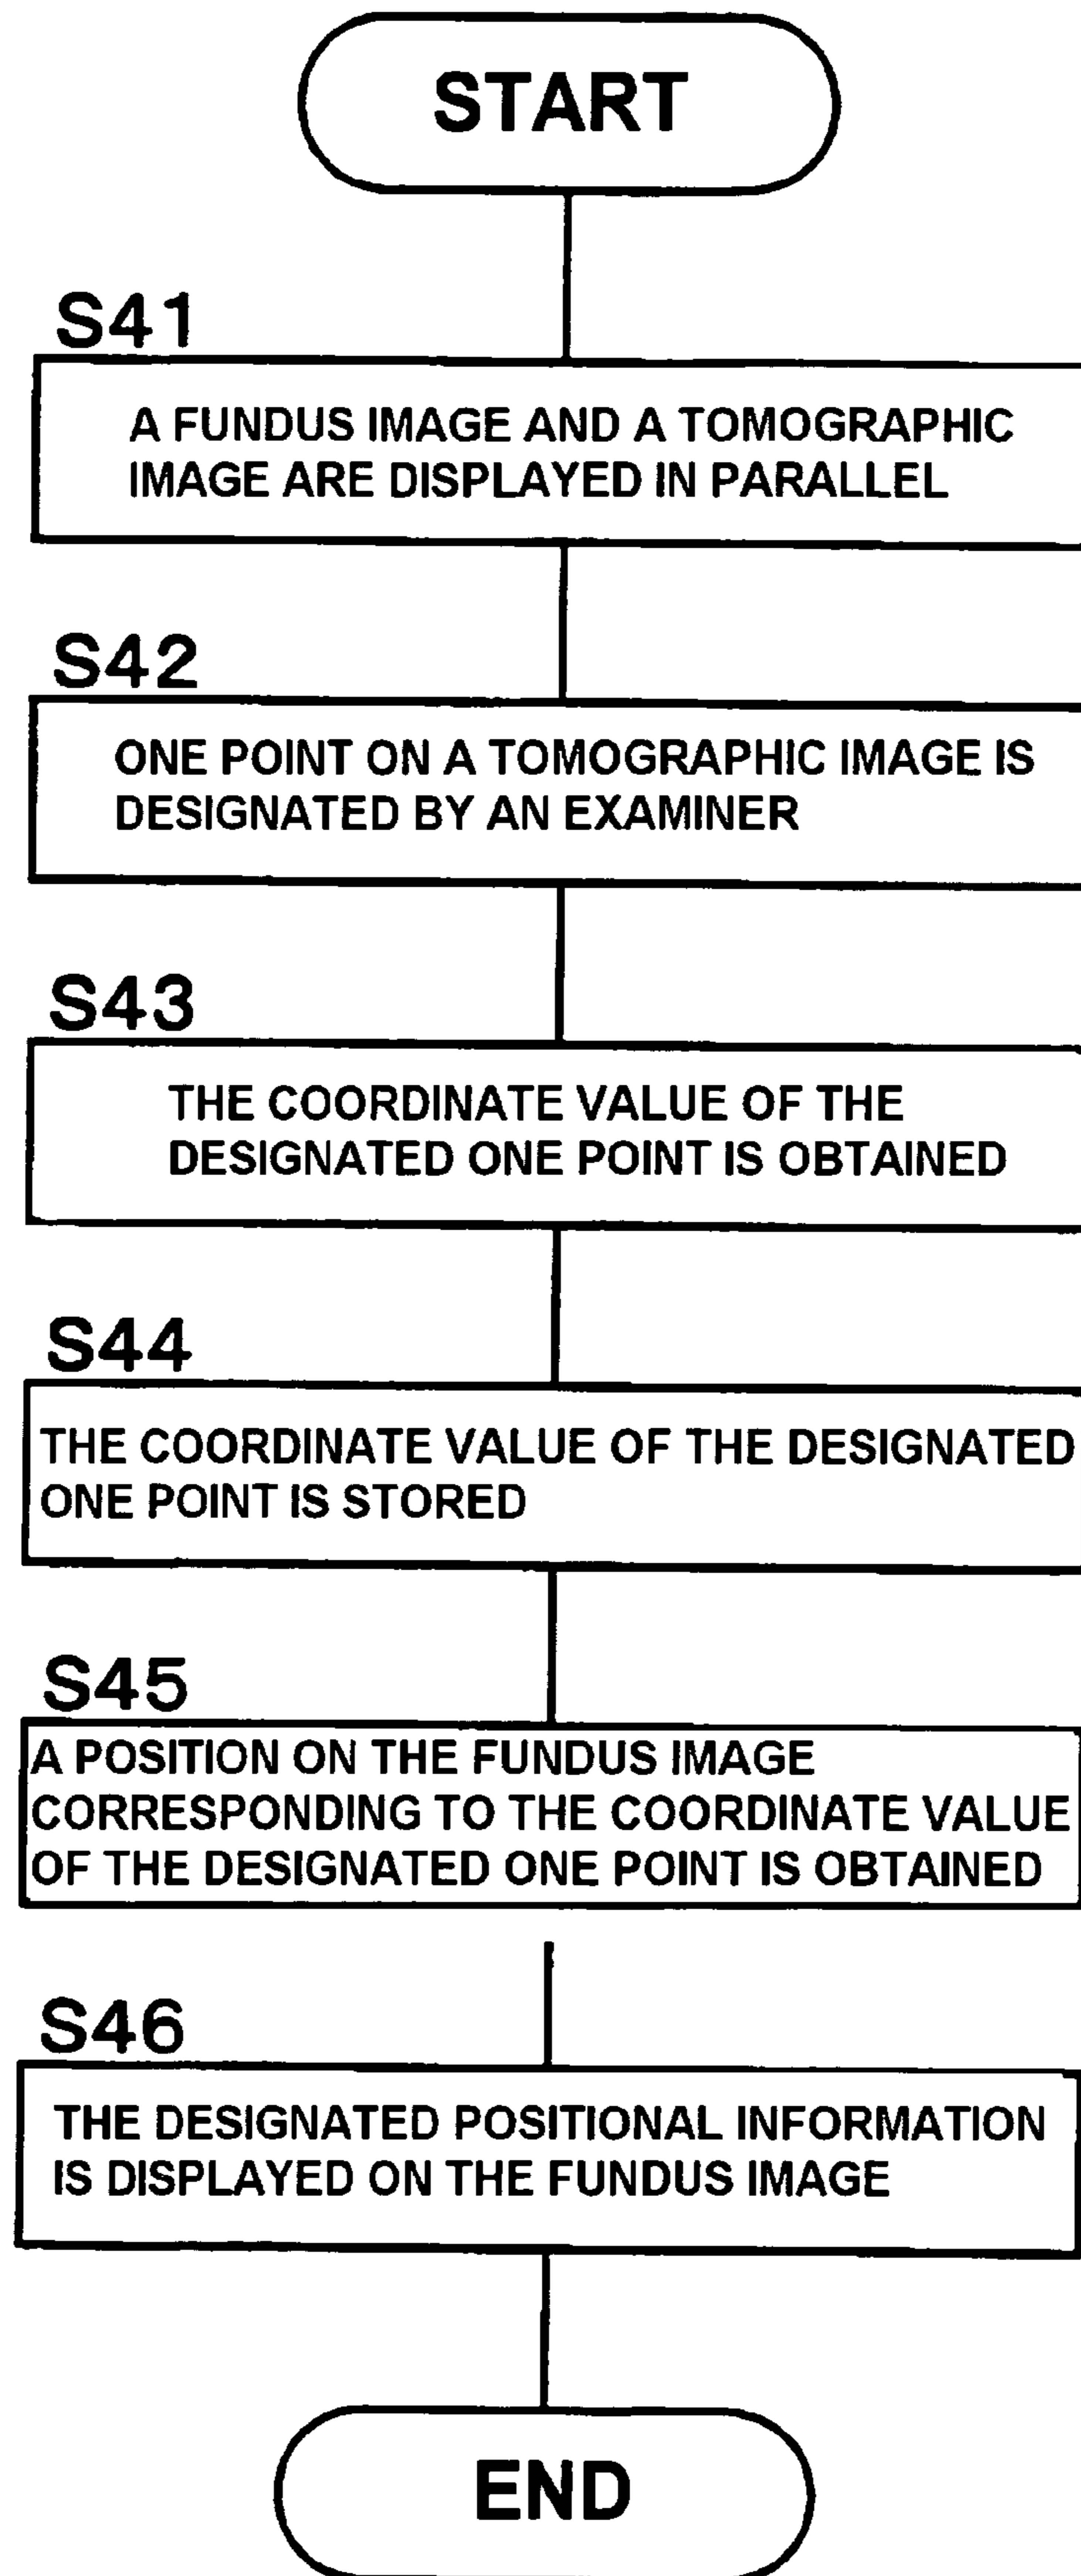 START
S41
A FUNDUS IMAGE AND A TOMOGRAPHIC
IMAGE ARE DISPLAYED IN PARALLEL
S42
ONE POINT ON A TOMOGRAPHIC IMAGE IS
DESIGNATED BY AN EXAMINER
S43
THE COORDINATE VALUE OF THE
DESIGNATED ONE POINT IS OBTAINED
S44
THE COORDINATE VALUE OF THE DESIGNATED
ONE POINT IS STORED
S45
A POSITION ON THE FUNDUS IMAGE
CORRESPONDING TO THE COORDINATE VALUE
OF THE DESIGNATED ONE POINT IS OBTAINED
S46
THE DESIGNATED POSITIONAL INFORMATION
IS DISPLAYED ON THE FUNDUS IMAGE
END